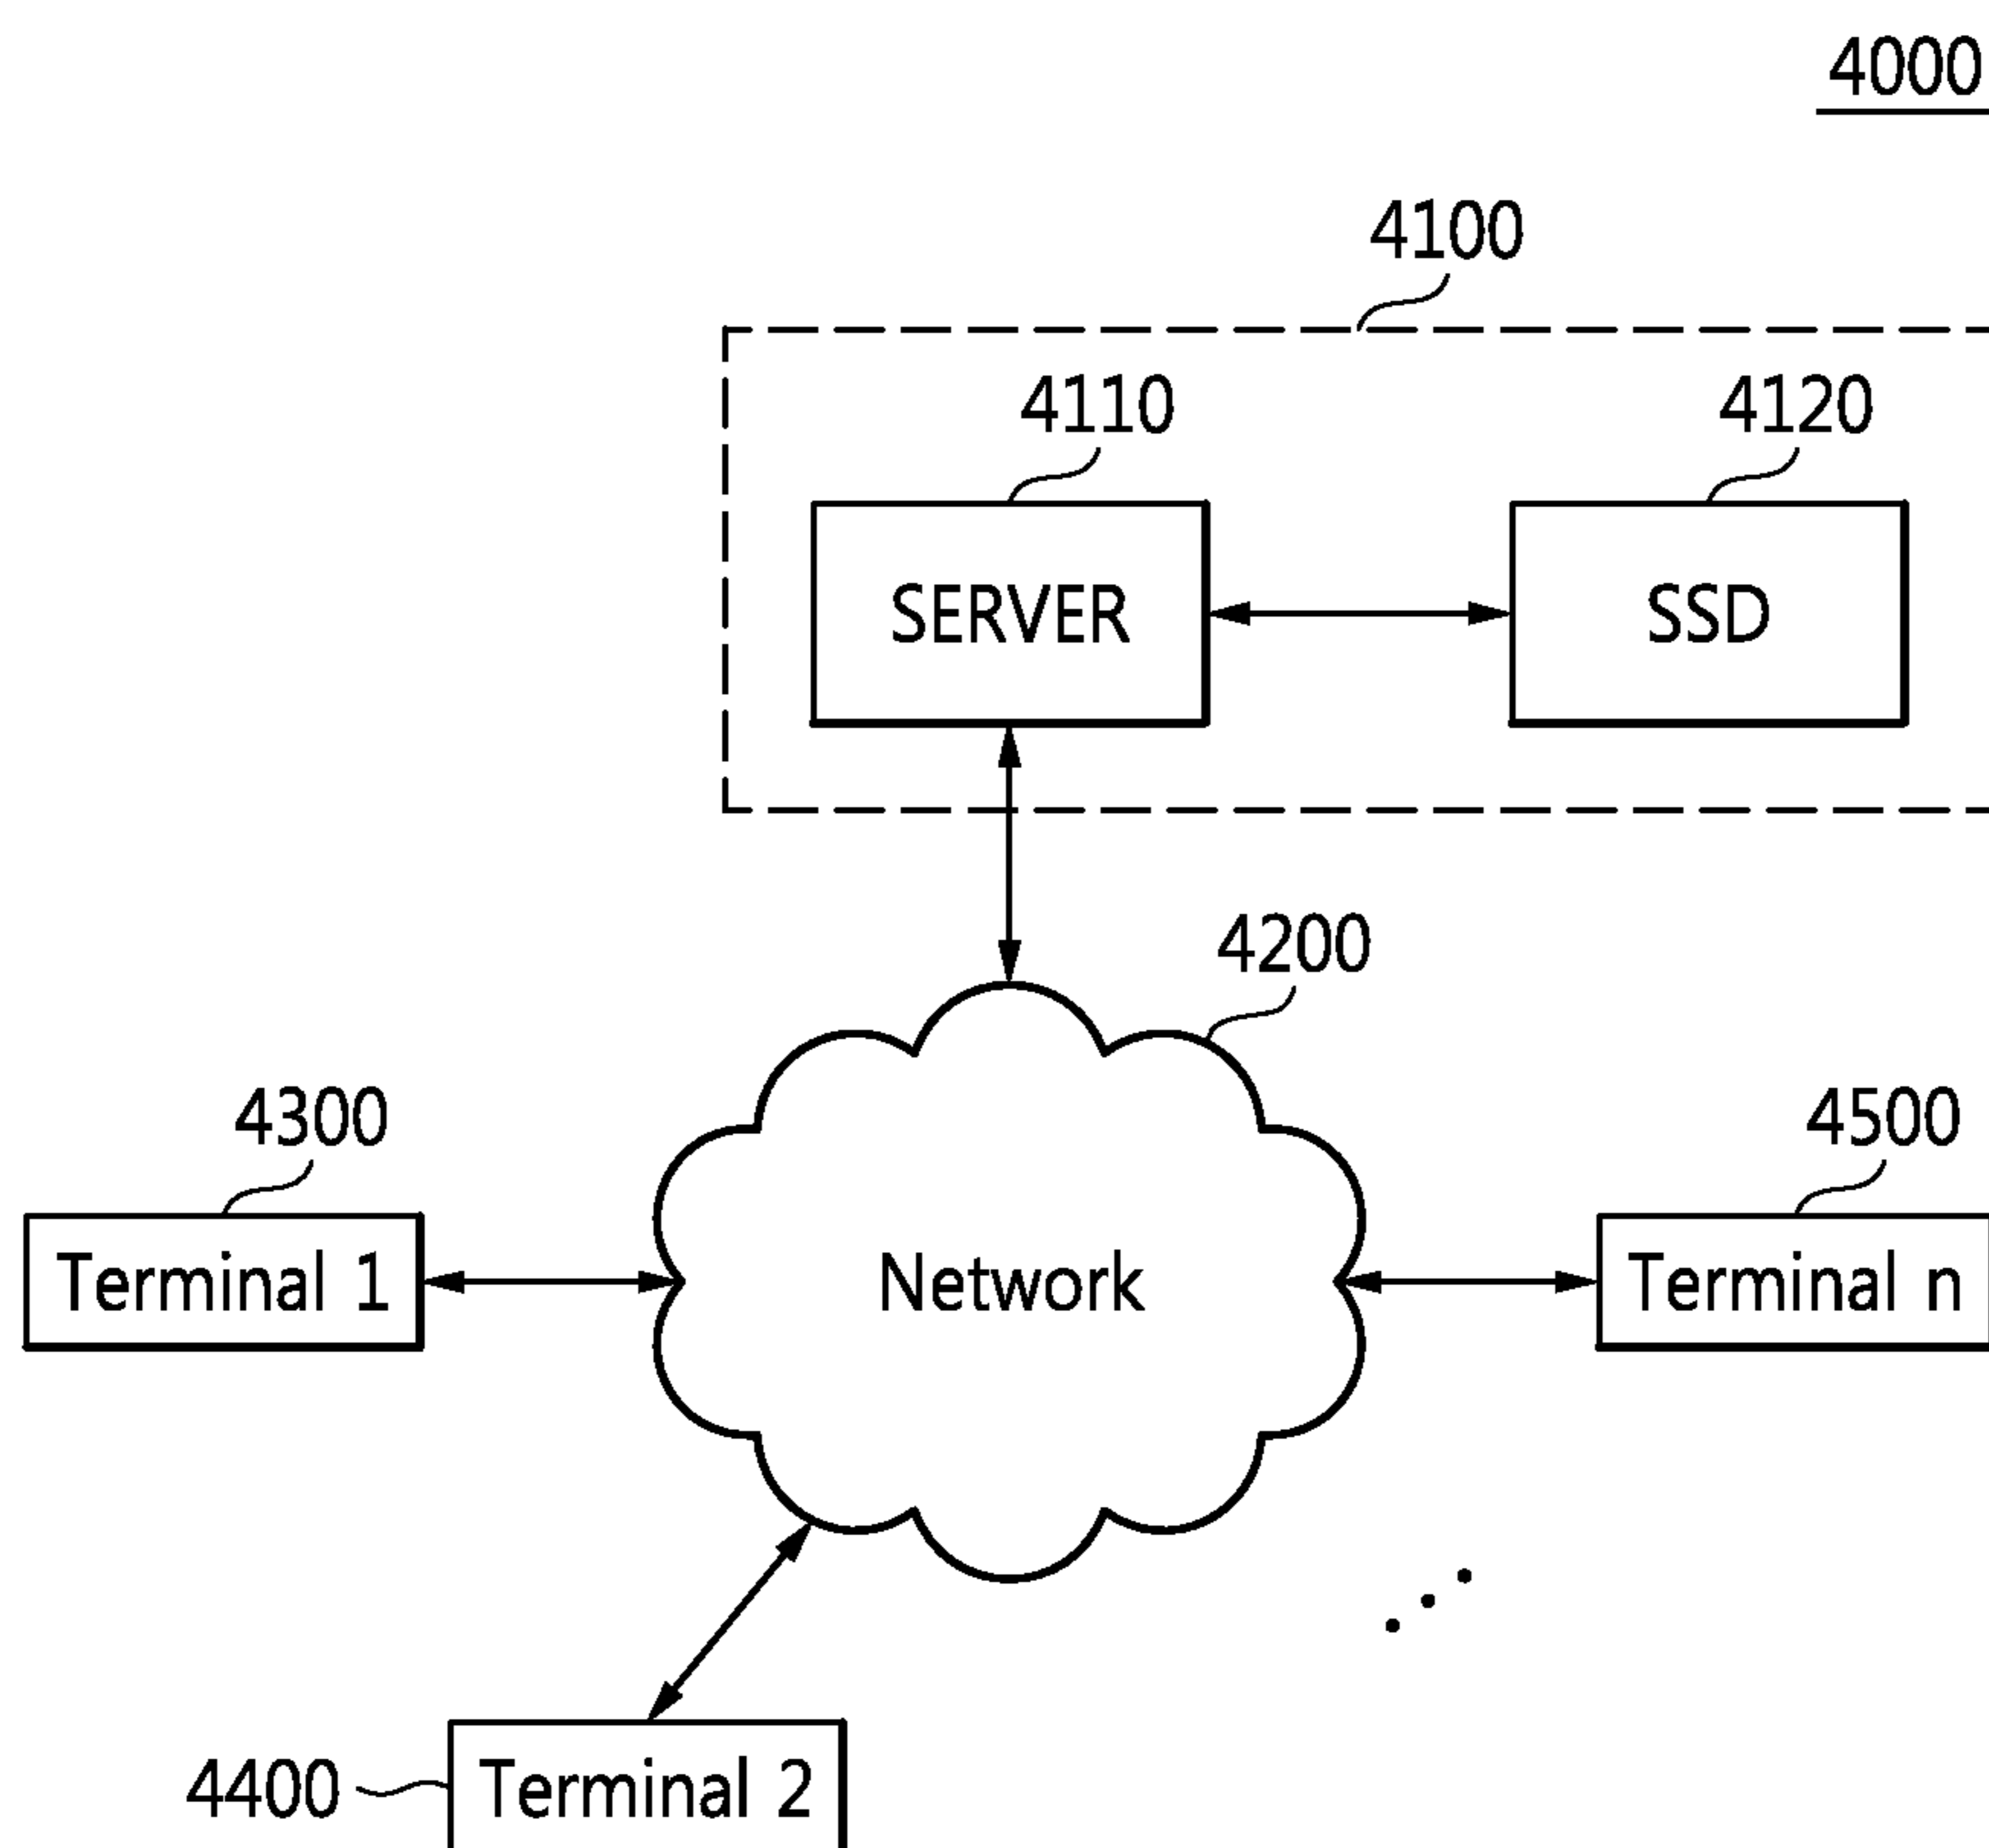 4000
4100
4110
4120
SERVER
SSD
4200
4300
4500
Terminal 1
Network
Terminal n
4400
Terminal 2